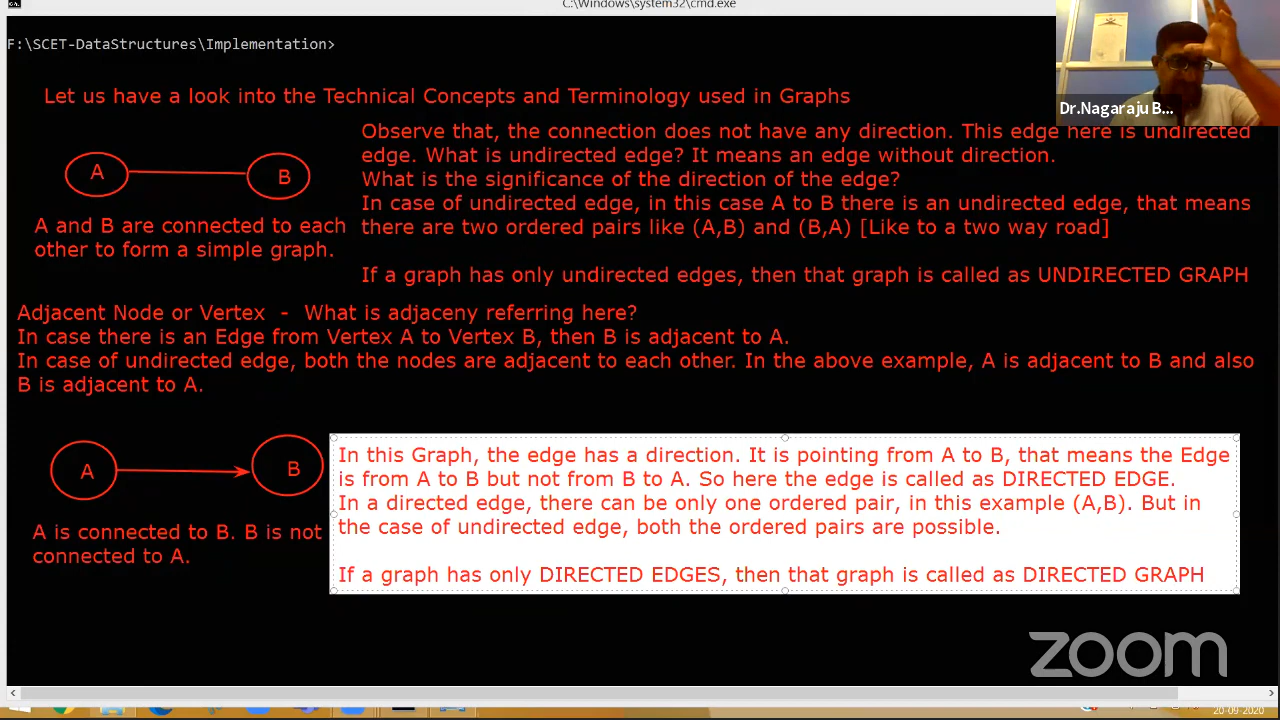 C:\Windows\system32\cmd.exe
F:\SCET-DataStructures\Implementation>
Dr.Nagaraju B...
Let us have a look into the Technical Concepts and Terminology used in Graphs
A
B
A and B are connected to each
other to form a simple graph.
Observe that, the connection does not have any direction. This edge here is undirected
edge. What is undirected edge? It means an edge without direction.
What is the significance of the direction of the edge?
In case of undirected edge, in this case A to B there is an undirected edge, that means
there are two ordered pairs like (A,B) and (B,A) [Like to a two way road]
If a graph has only undirected edges, then that graph is called as UNDIRECTED GRAPH
Adjacent Node or Vertex - What is adjaceny referring here?
In case there is an Edge from Vertex A to Vertex B, then B is adjacent to A.
In case of undirected edge, both the nodes are adjacent to each other. In the above example, A is adjacent to B and also
B is adjacent to A.
A
B
A is connected to B. B is not
connected to A.
In this Graph, the edge has a direction. It is pointing from A to B, that means the Edge
is from A to B but not from B to A. So here the edge is called as DIRECTED EDGE.
In a directed edge, there can be only one ordered pair, in this example (A,B). But in
the case of undirected edge, both the ordered pairs are possible.
If a graph has only DIRECTED EDGES, then that graph is called as DIRECTED GRAPH
zoom
20-09-2020